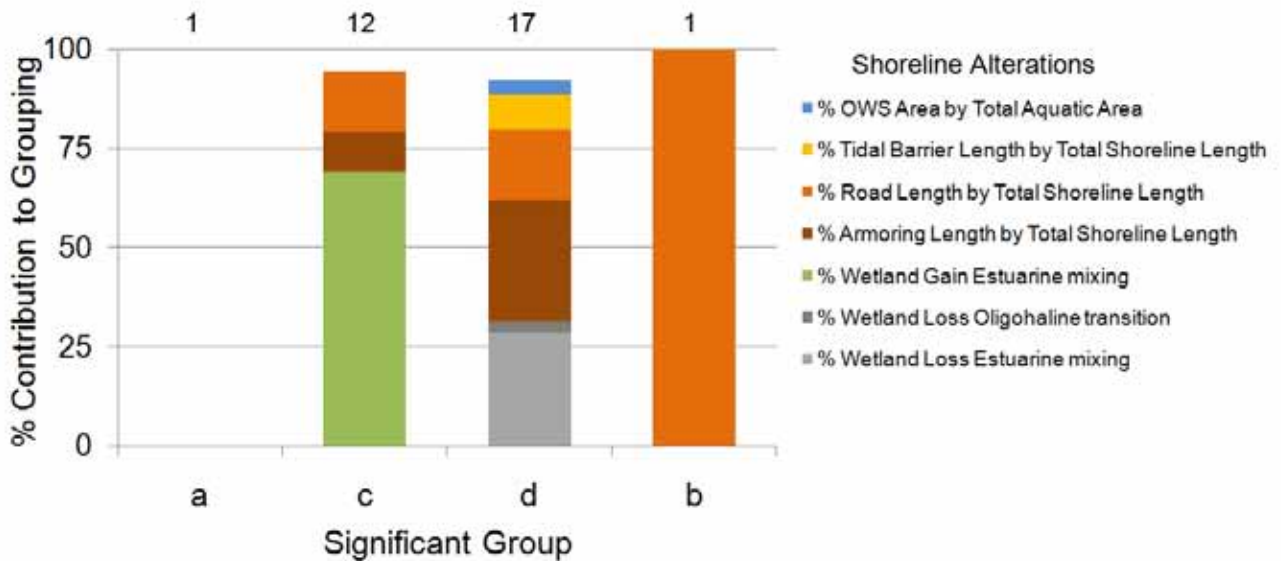 1 12 17 1
100
75
50
25
0
% Contribution to Grouping
a c d b
Significant Group
Shoreline Alterations
% OWS Area by Total Aquatic Area
% Tidal Barrier Length by Total Shoreline Length
% Road Length by Total Shoreline Length
% Armoring Length by Total Shoreline Length
% Wetland Gain Estuarine mixing
% Wetland Loss Oligohaline transition
% Wetland Loss Estuarine mixing